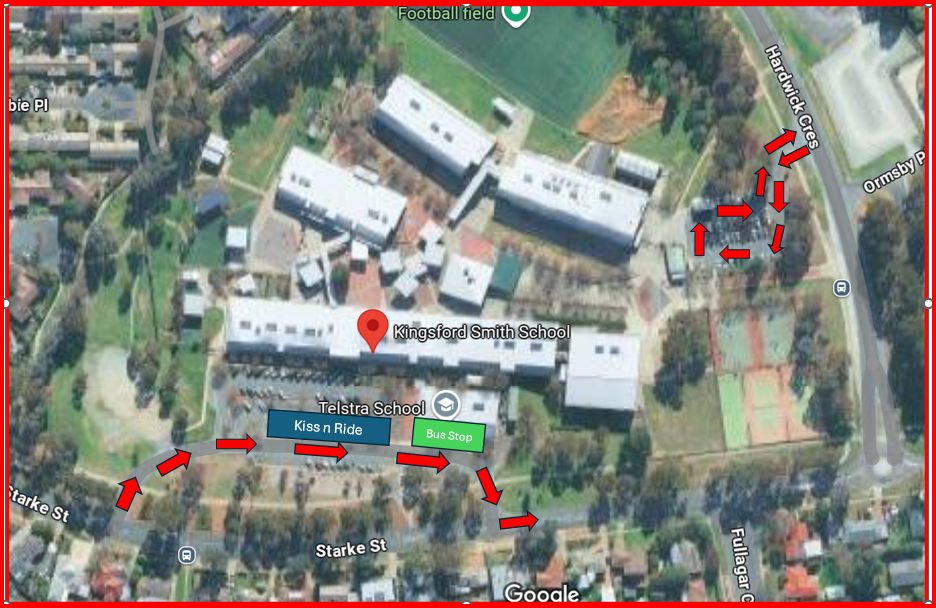 Football field
Hardwick Cres
bie Pl
Ormsby P
Kingsford Smith School
Telstra School
Kiss n Ride
Bus Stop
Starke St
Starke St
Fullagar C
Google